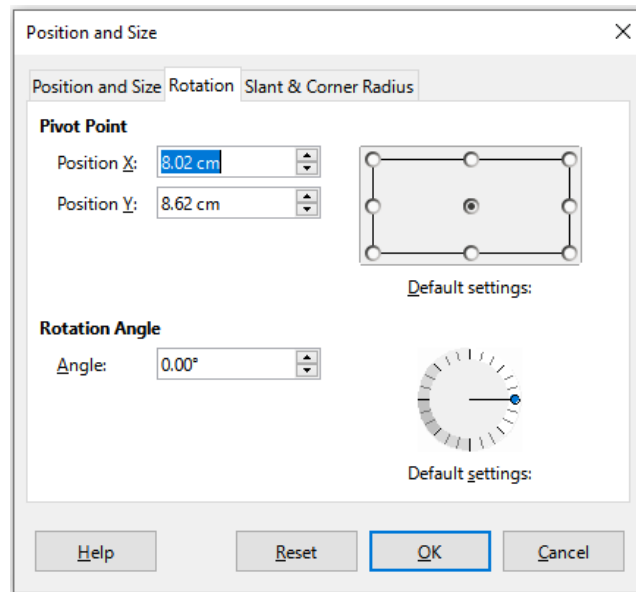 Position and Size
Position and Size Rotation Slant & Corner Radius
Pivot Point
Position X: 8.02 cm
Position Y: 8.62 cm
Default settings:
Rotation Angle
Angle: 0.00°
Default settings:
Help Reset OK Cancel